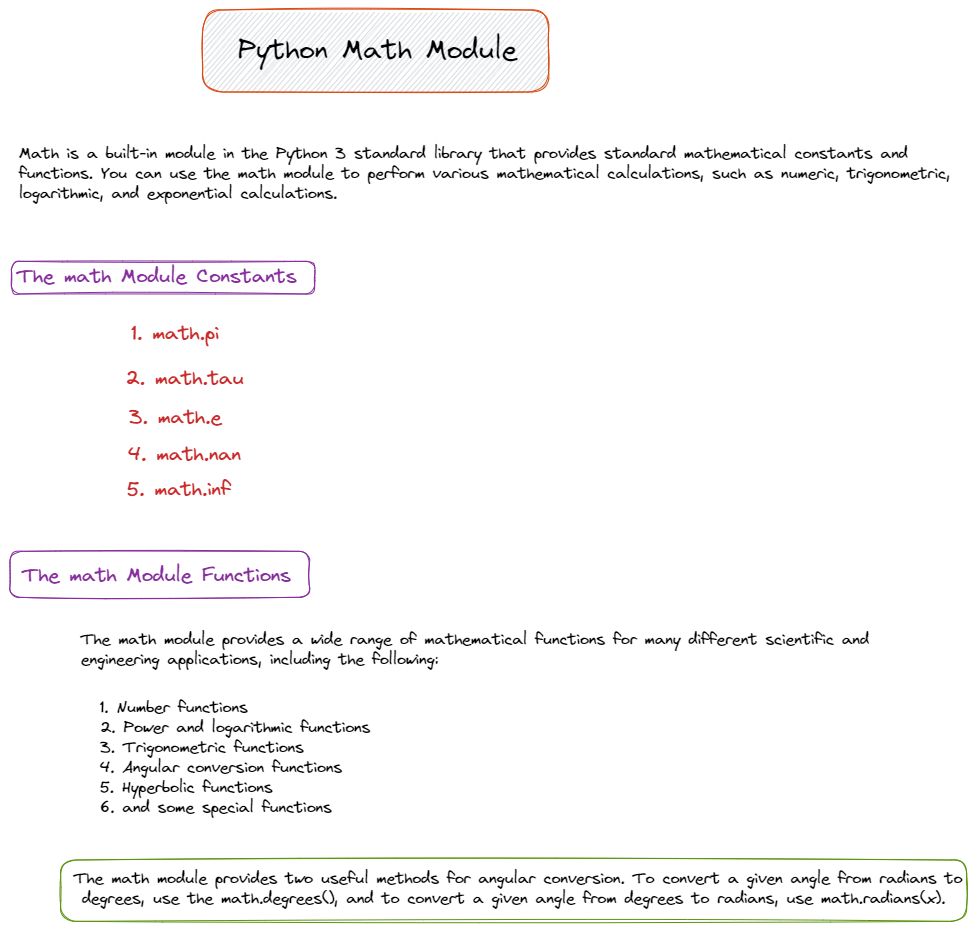 Python Math Module
Math is a built-in module in the Python 3 standard library that provides standard mathematical constants and
functions. You can use the math module to perform various mathematical calculations, such as numeric, trigonometric,
logarithmic, and exponential calculations.
The math Module Constants
1. math.pi
2. math.tau
3. math.e
4. math.nan
5. math.inf
The math Module Functions
The math module provides a wide range of mathematical functions for many different scientific and
engineering applications, including the following:
1. Number functions
2. Power and logarithmic functions
3. Trigonometric functions
4. Angular conversion functions
5. Hyperbolic functions
6. and some special functions
The math module provides two useful methods for angular conversion. To convert a given angle from radians to
degrees, use the math.degrees(), and to convert a given angle from degrees to radians, use math.radians(x).